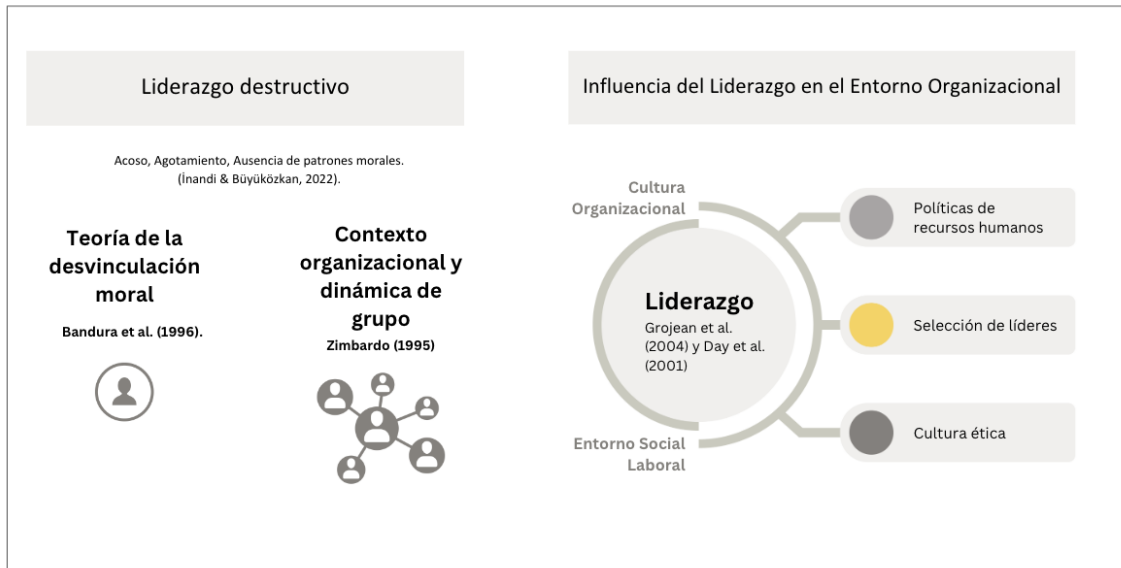 Liderazgo destructivo
Acoso, Agotamiento, Ausencia de patrones morales.
(İnandi & Büyüközkan, 2022).
Teoría de la
desvinculación
moral
Bandura et al. (1996).
Contexto
organizacional y
dinámica de
grupo
Zimbardo (1995)
Influencia del Liderazgo en el Entorno Organizacional
Cultura
Organizacional
Liderazgo
Grojean et al.
(2004) y Day et al.
(2001)
Entorno Social
Laboral
Políticas de
recursos humanos
Selección de líderes
Cultura ética